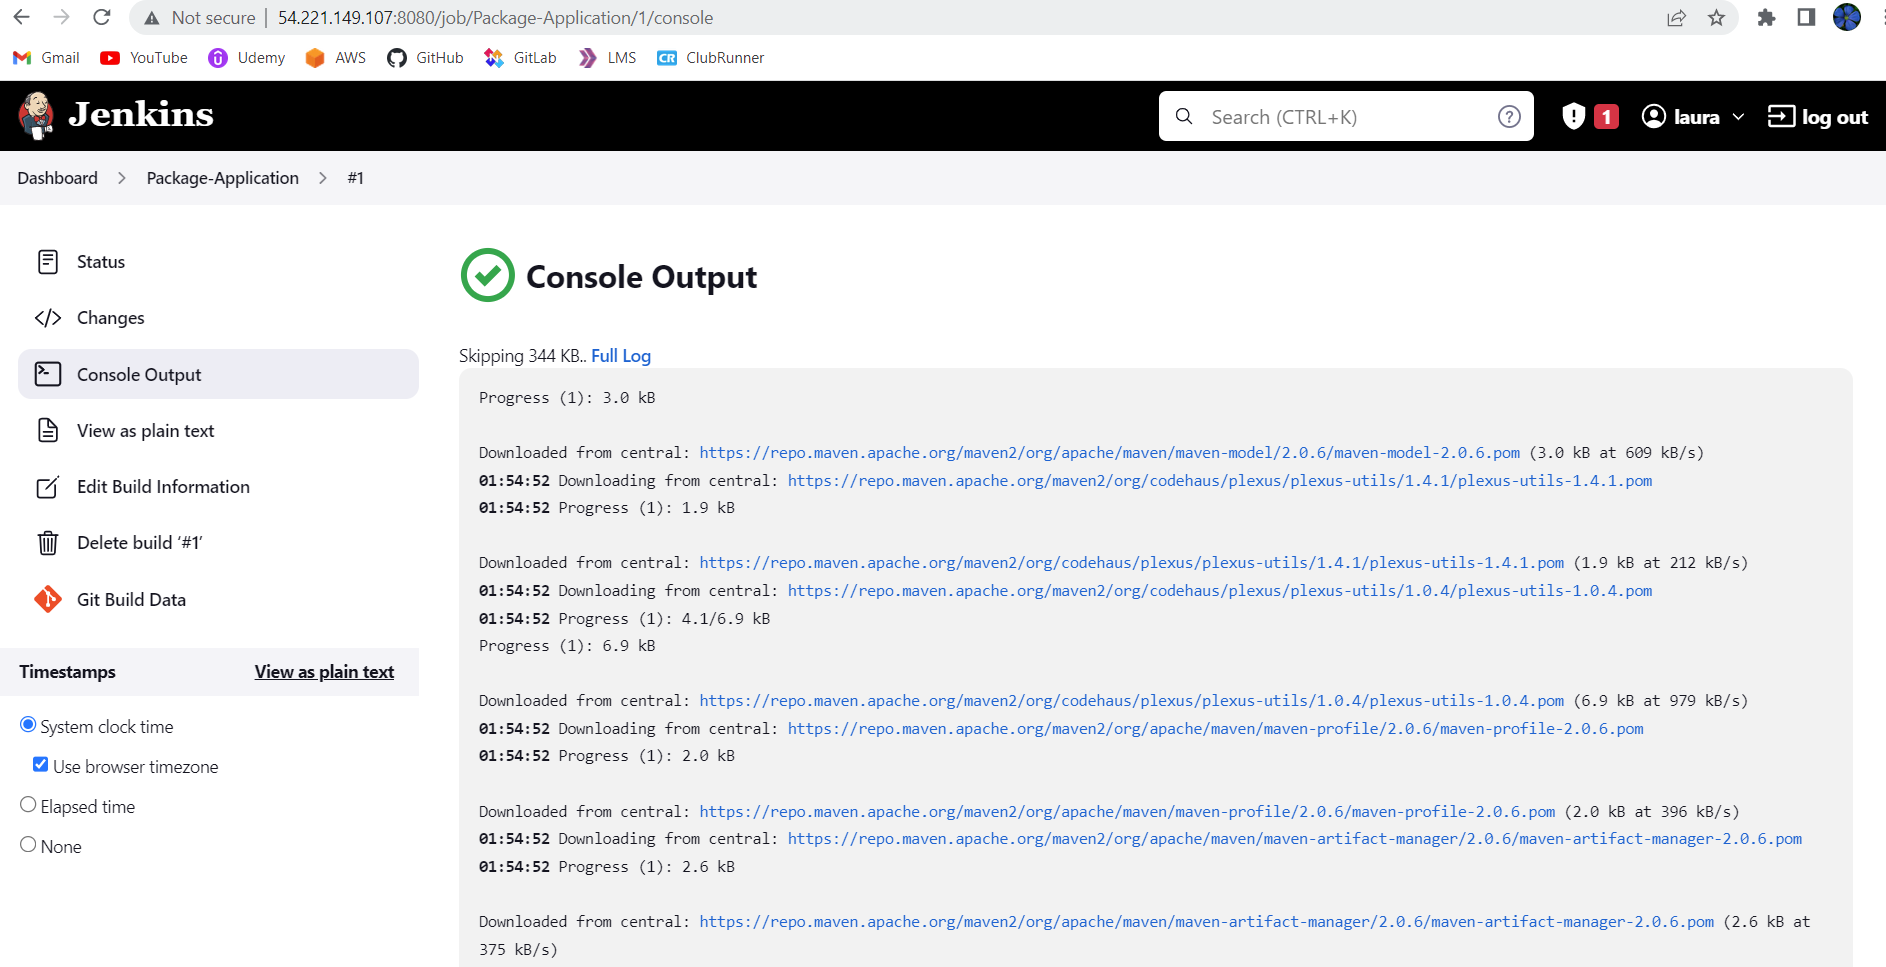 Not secure | 54.221.149.107:8080/job/Package-Application/1/console
Gmail YouTube Udemy AWS GitHub GitLab LMS CR ClubRunner
Jenkins Search (CTRL+K) ? ! 1 laura log out
Dashboard > Package-Application > #1
Status
Changes
Console Output
View as plain text
Edit Build Information
Delete build ‘#1’
Git Build Data
Timestamps View as plain text
System clock time
Use browser timezone
Elapsed time
None
Console Output
Skipping 344 KB.. Full Log
Progress (1): 3.0 kB
Downloaded from central: https://repo.maven.apache.org/maven2/org/apache/maven/maven-model/2.0.6/maven-model-2.0.6.pom (3.0 kB at 609 kB/s)
01:54:52 Downloading from central: https://repo.maven.apache.org/maven2/org/codehaus/plexus/plexus-utils/1.4.1/plexus-utils-1.4.1.pom
01:54:52 Progress (1): 1.9 kB
Downloaded from central: https://repo.maven.apache.org/maven2/org/codehaus/plexus/plexus-utils/1.4.1/plexus-utils-1.4.1.pom (1.9 kB at 212 kB/s)
01:54:52 Downloading from central: https://repo.maven.apache.org/maven2/org/codehaus/plexus/plexus-utils/1.0.4/plexus-utils-1.0.4.pom
01:54:52 Progress (1): 4.1/6.9 kB
Progress (1): 6.9 kB
Downloaded from central: https://repo.maven.apache.org/maven2/org/codehaus/plexus/plexus-utils/1.0.4/plexus-utils-1.0.4.pom (6.9 kB at 979 kB/s)
01:54:52 Downloading from central: https://repo.maven.apache.org/maven2/org/apache/maven/maven-profile/2.0.6/maven-profile-2.0.6.pom
01:54:52 Progress (1): 2.0 kB
Downloaded from central: https://repo.maven.apache.org/maven2/org/apache/maven/maven-profile/2.0.6/maven-profile-2.0.6.pom (2.0 kB at 396 kB/s)
01:54:52 Downloading from central: https://repo.maven.apache.org/maven2/org/apache/maven/maven-artifact-manager/2.0.6/maven-artifact-manager-2.0.6.pom
01:54:52 Progress (1): 2.6 kB
Downloaded from central: https://repo.maven.apache.org/maven2/org/apache/maven/maven-artifact-manager/2.0.6/maven-artifact-manager-2.0.6.pom (2.6 kB at
375 kB/s)